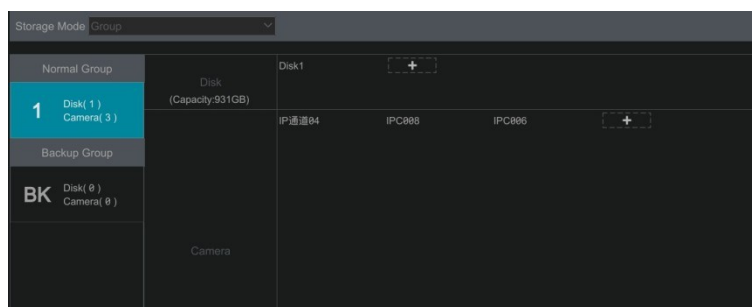 Storage Mode Group
Normal Group
1
Disk( 1 )
Camera( 3 )
Backup Group
BK
Disk( 0 )
Camera( 0 )
Disk
(Capacity:931GB)
Disk1
+
IP通道04
IPC008
IPC006
+
Camera